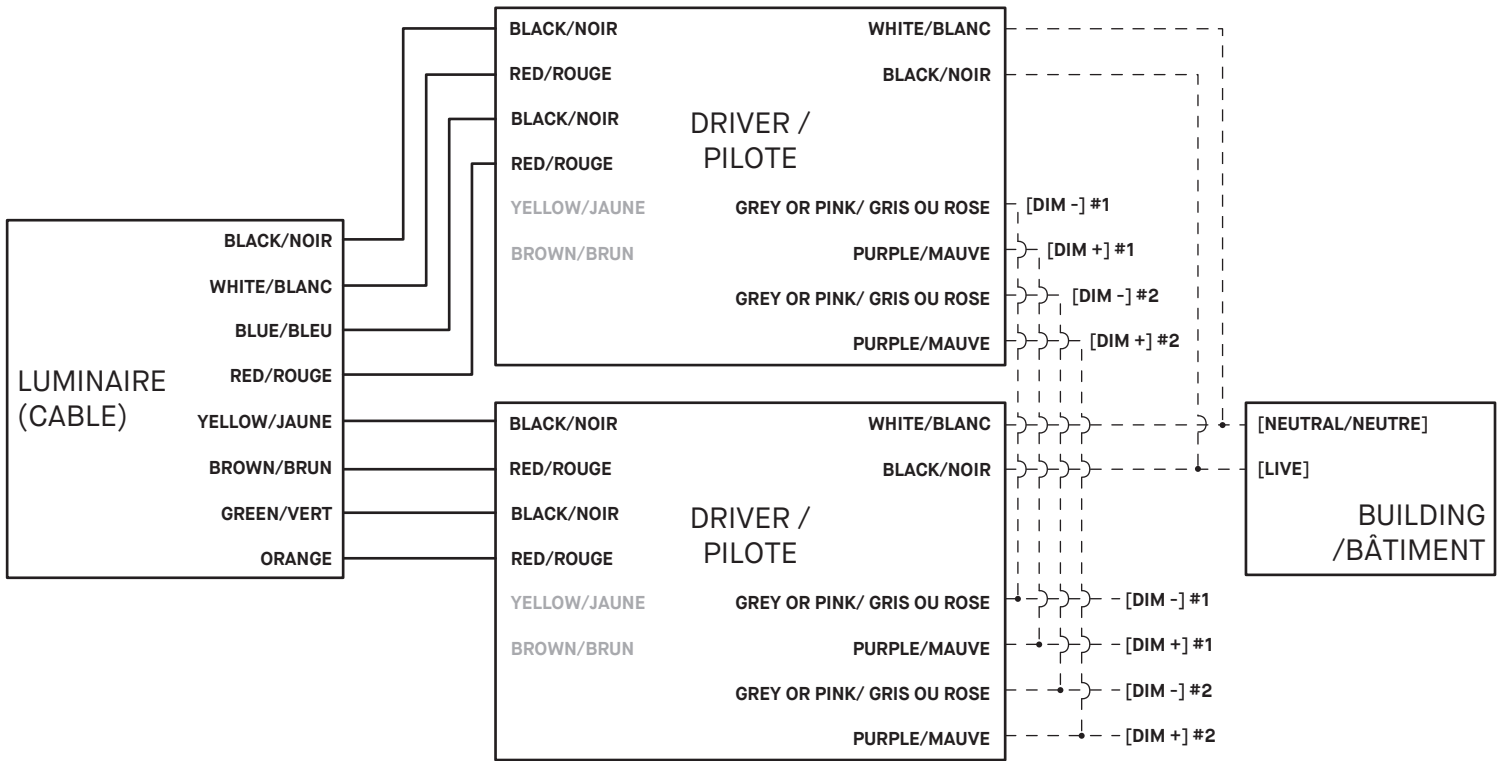 BLACK/NOIR
RED/ROUGE
BLACK/NOIR
RED/ROUGE
YELLOW/JAUNE
BROWN/BRUN
DRIVER /
PILOTE
WHITE/BLANC
BLACK/NOIR
GREY OR PINK/ GRIS OU ROSE
PURPLE/MAUVE
GREY OR PINK/ GRIS OU ROSE
PURPLE/MAUVE
[DIM -] #1
[DIM +] #1
[DIM -] #2
[DIM +] #2
LUMINAIRE
(CABLE)
BLACK/NOIR
WHITE/BLANC
BLUE/BLEU
RED/ROUGE
YELLOW/JAUNE
BROWN/BRUN
GREEN/VERT
ORANGE
BLACK/NOIR
RED/ROUGE
BLACK/NOIR
RED/ROUGE
YELLOW/JAUNE
BROWN/BRUN
DRIVER /
PILOTE
WHITE/BLANC
BLACK/NOIR
GREY OR PINK/ GRIS OU ROSE
PURPLE/MAUVE
GREY OR PINK/ GRIS OU ROSE
PURPLE/MAUVE
[DIM -] #1
[DIM +] #1
[DIM -] #2
[DIM +] #2
[NEUTRAL/NEUTRE]
[LIVE]
BUILDING
/BÂTIMENT